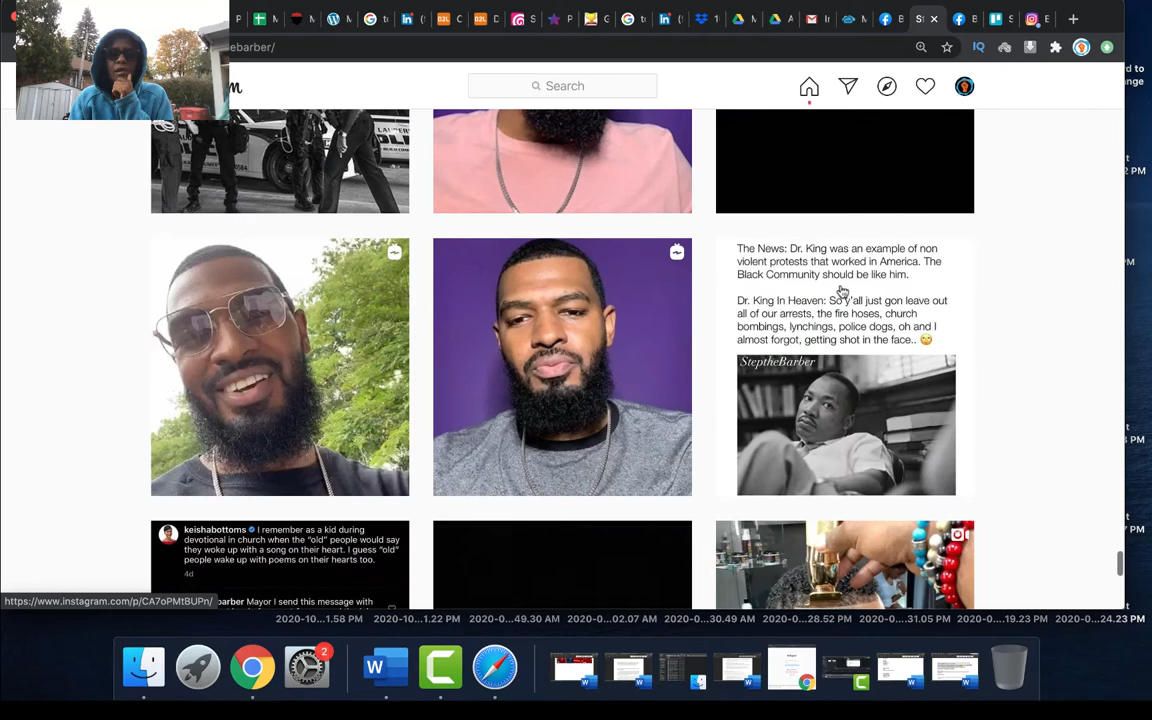 ebarber/
m
Search
The News: Dr. King was an example of non
violent protests that worked in America. The
Black Community should be like him.
Dr. King In Heaven: So y'all just gon leave out
all of our arrests, the fire hoses, church
bombings, lynchings, police dogs, oh and I
almost forgot, getting shot in the face..
SteptheBarber
keishabottoms I remember as a kid during
devotional in church when the "old" people would say
they woke up with a song on their heart. I guess "old"
people wake up with poems on their hearts too.
4d
barber Mayor I send this message with
https://www.instagram.com/p/CA7oPMtBUPn/
2020-10...1.58 PM
2020-10...1.22 PM
2020-0...49.30 AM
2020-0...02.07 AM
2020-0...30.49 AM
2020-0...28.52 PM
2020-0...31.05 PM
2020-0...19.23 PM
2020-0...24.23 PM
2